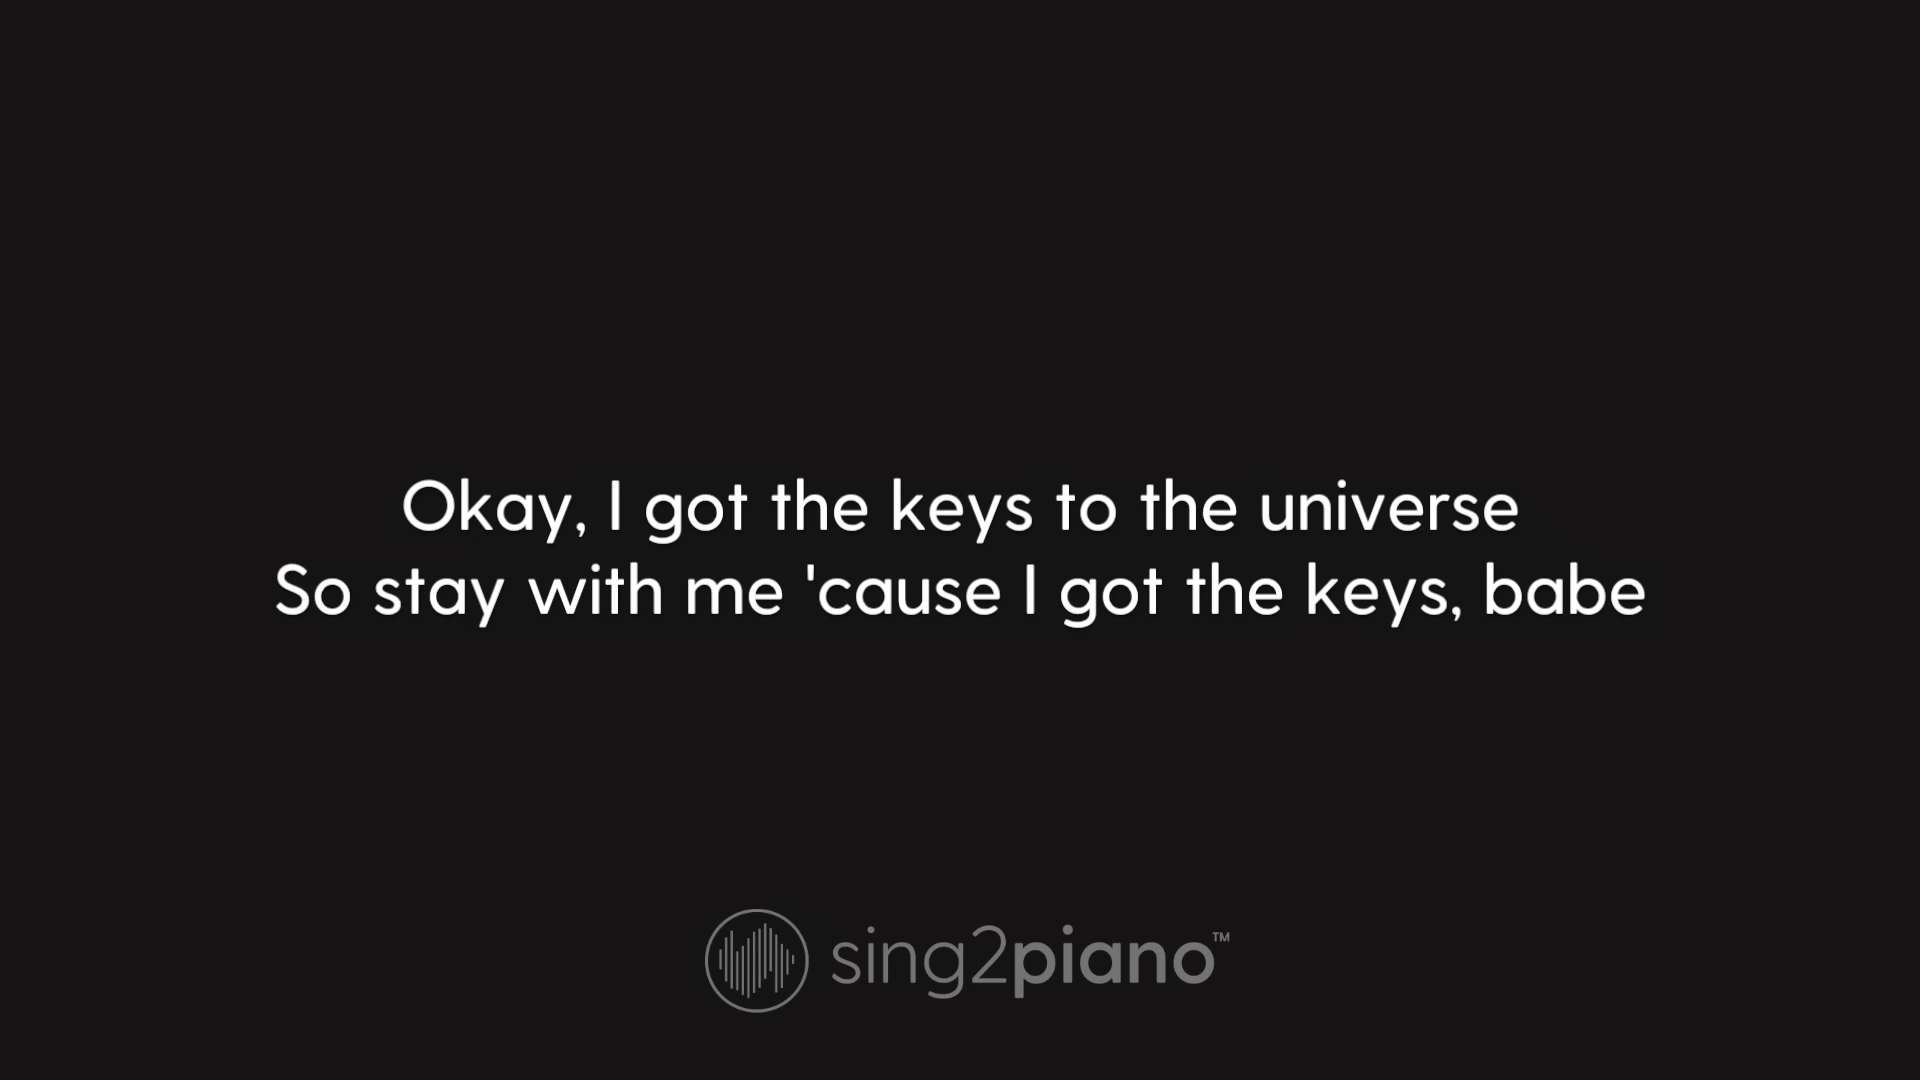 Okay, I got the keys to the universe
So stay with me 'cause I got the keys, babe
sing2piano™